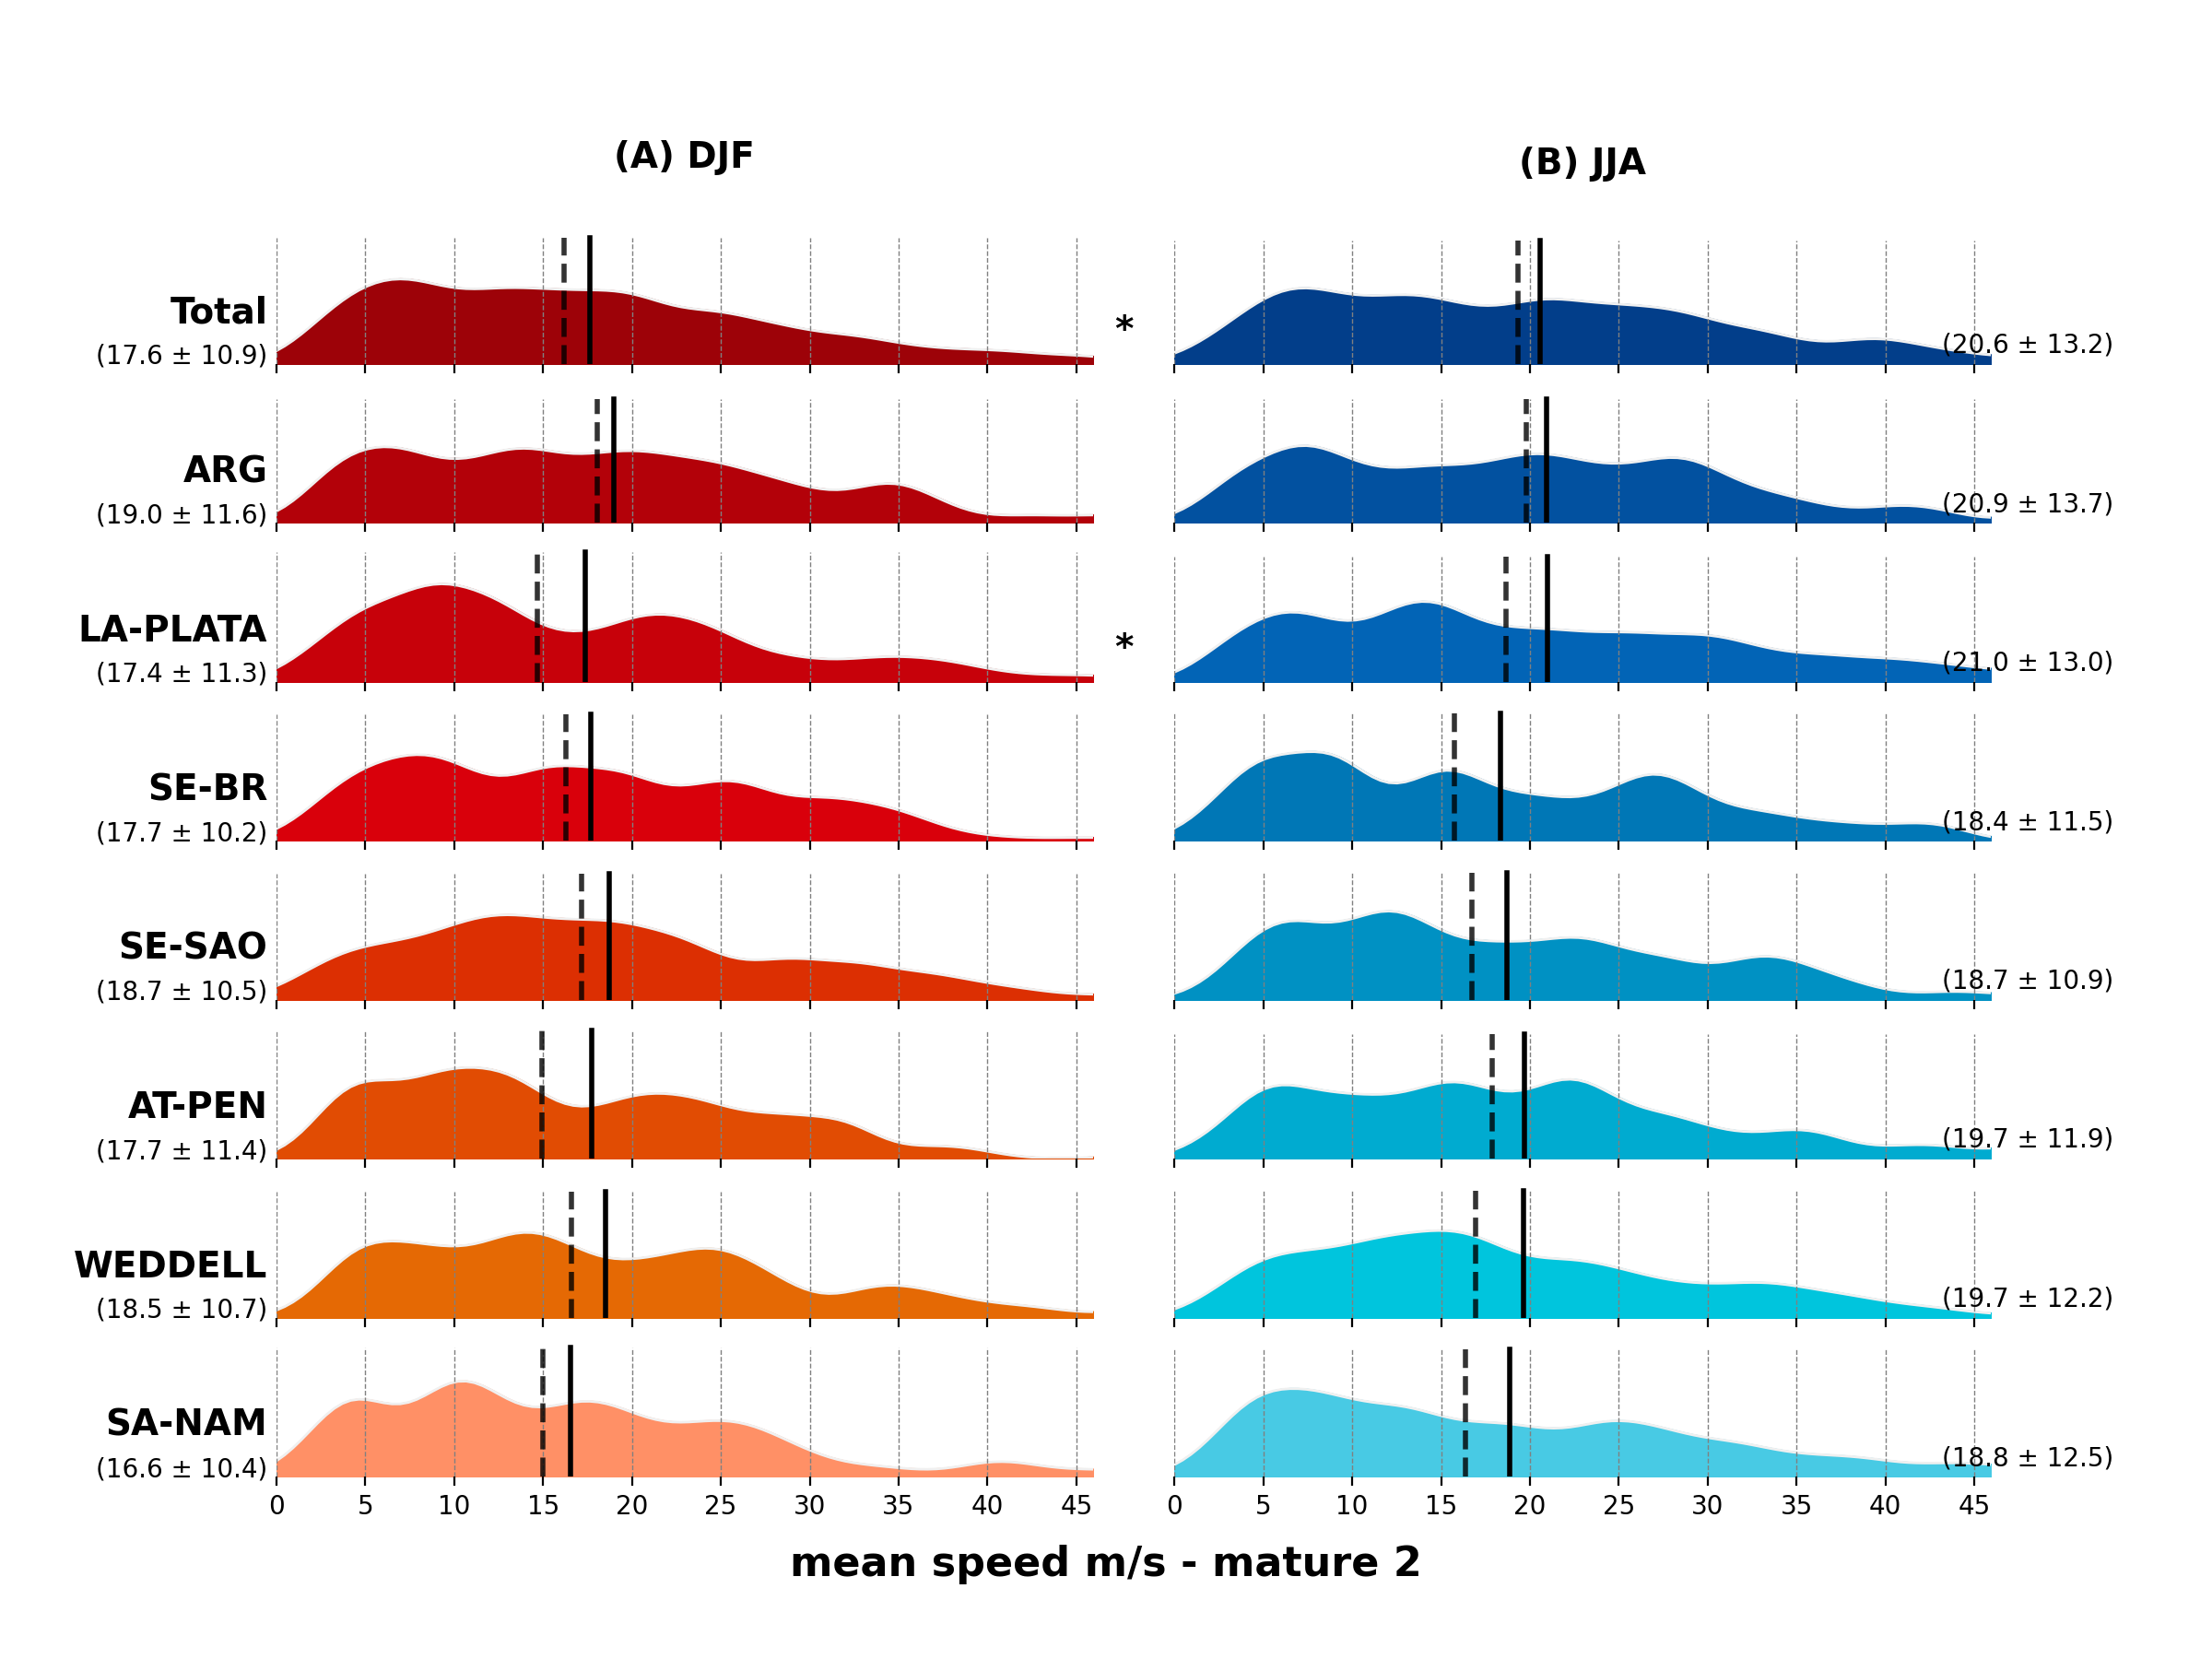 (A) DJF
(B) JJA
Total
(17.6 ± 10.9)
*
(20.6 ± 13.2)
ARG
(19.0 ± 11.6)
(20.9 ± 13.7)
LA-PLATA
(17.4 ± 11.3)
*
(21.0 ± 13.0)
SE-BR
(17.7 ± 10.2)
(18.4 ± 11.5)
SE-SAO
(18.7 ± 10.5)
(18.7 ± 10.9)
AT-PEN
(17.7 ± 11.4)
(19.7 ± 11.9)
WEDDELL
(18.5 ± 10.7)
(19.7 ± 12.2)
SA-NAM
(16.6 ± 10.4)
(18.8 ± 12.5)
0 5 10 15 20 25 30 35 40 45
0 5 10 15 20 25 30 35 40 45
mean speed m/s - mature 2